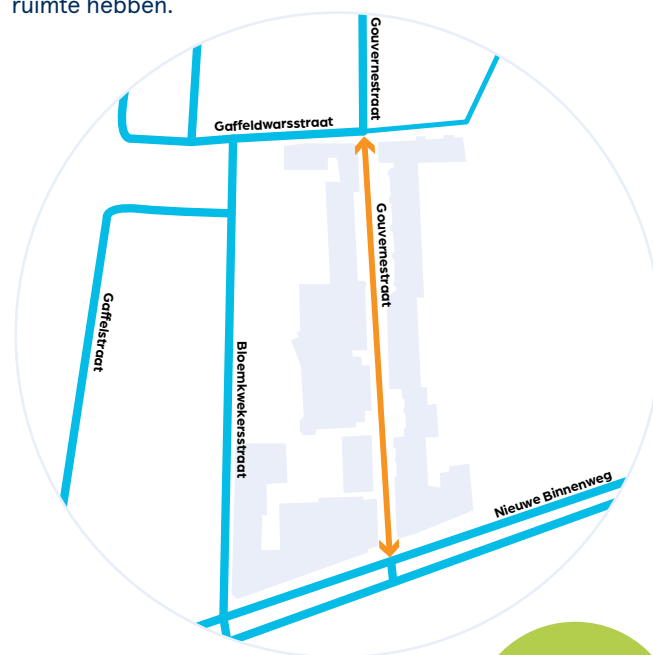 ruimte hebben.
Gouvernestraat
Gaffeldwarsstraat
Gouvernestraat
Gaffelstraat
Bloemkwekersstraat
Nieuwe Binnenweg